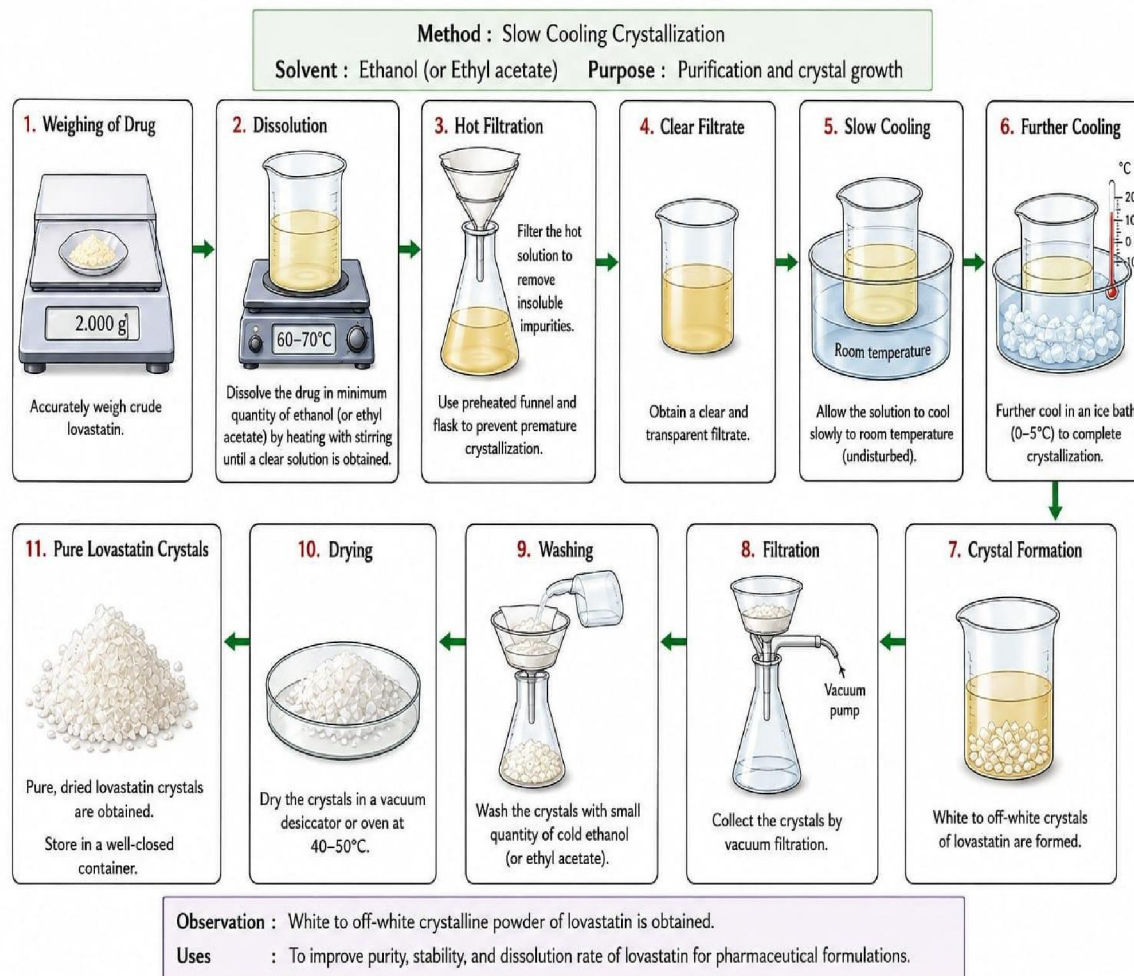 Method : Slow Cooling Crystallization
Solvent : Ethanol (or Ethyl acetate) Purpose : Purification and crystal growth
1. Weighing of Drug
2.000 g
Accurately weigh crude
lovastatin.
2. Dissolution
60–70°C
Dissolve the drug in minimum
quantity of ethanol (or ethyl
acetate) by heating with stirring
until a clear solution is obtained.
3. Hot Filtration
Filter the hot
solution to
remove
insoluble
impurities.
Use preheated funnel and
flask to prevent premature
crystallization.
4. Clear Filtrate
Obtain a clear and
transparent filtrate.
5. Slow Cooling
Room temperature
Allow the solution to cool
slowly to room temperature
(undisturbed).
6. Further Cooling
°C
20
10
0
-10
Further cool in an ice bath
(0–5°C) to complete
crystallization.
7. Crystal Formation
White to off-white crystals
of lovastatin are formed.
8. Filtration
Vacuum
pump
Collect the crystals by
vacuum filtration.
9. Washing
Wash the crystals with small
quantity of cold ethanol
(or ethyl acetate).
10. Drying
Dry the crystals in a vacuum
desiccator or oven at
40–50°C.
11. Pure Lovastatin Crystals
Pure, dried lovastatin crystals
are obtained.
Store in a well-closed
container.
Observation : White to off-white crystalline powder of lovastatin is obtained.
Uses : To improve purity, stability, and dissolution rate of lovastatin for pharmaceutical formulations.